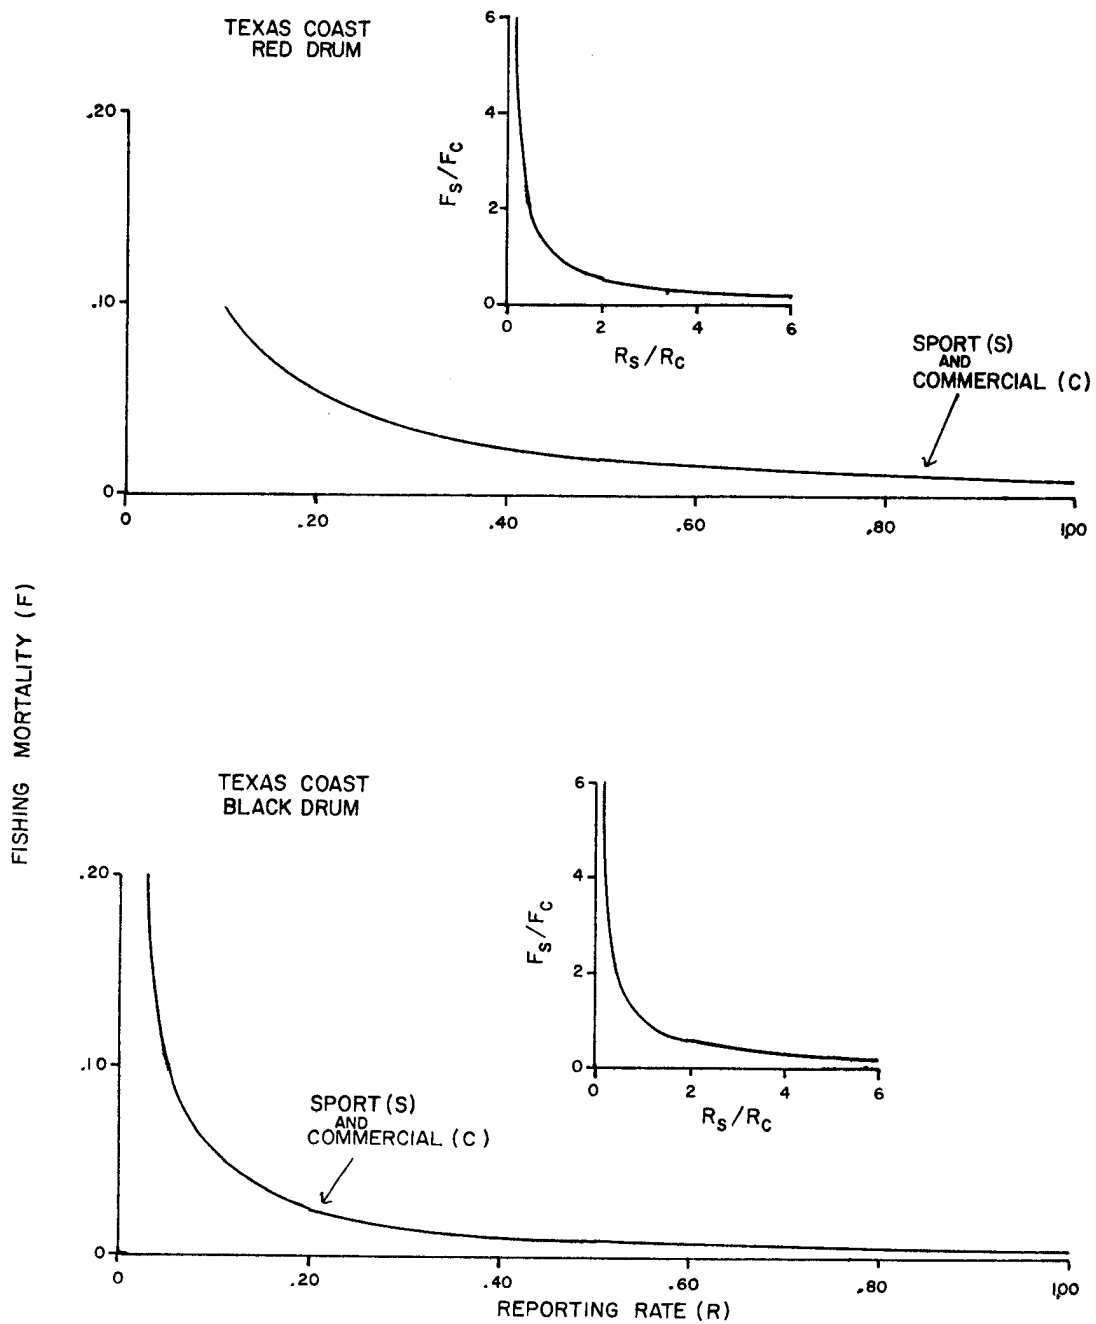 TEXAS COAST
RED DRUM
6
4
2
0
F_S/F_C
0 2 4 6
R_S/R_C
.20
.10
0
SPORT (S)
AND
COMMERCIAL (C)
0 .20 .40 .60 .80 1.00
FISHING MORTALITY (F)
TEXAS COAST
BLACK DRUM
6
4
2
0
F_S/F_C
0 2 4 6
R_S/R_C
.20
.10
0
SPORT (S)
AND
COMMERCIAL (C)
0 .20 .40 .60 .80 1.00
REPORTING RATE (R)